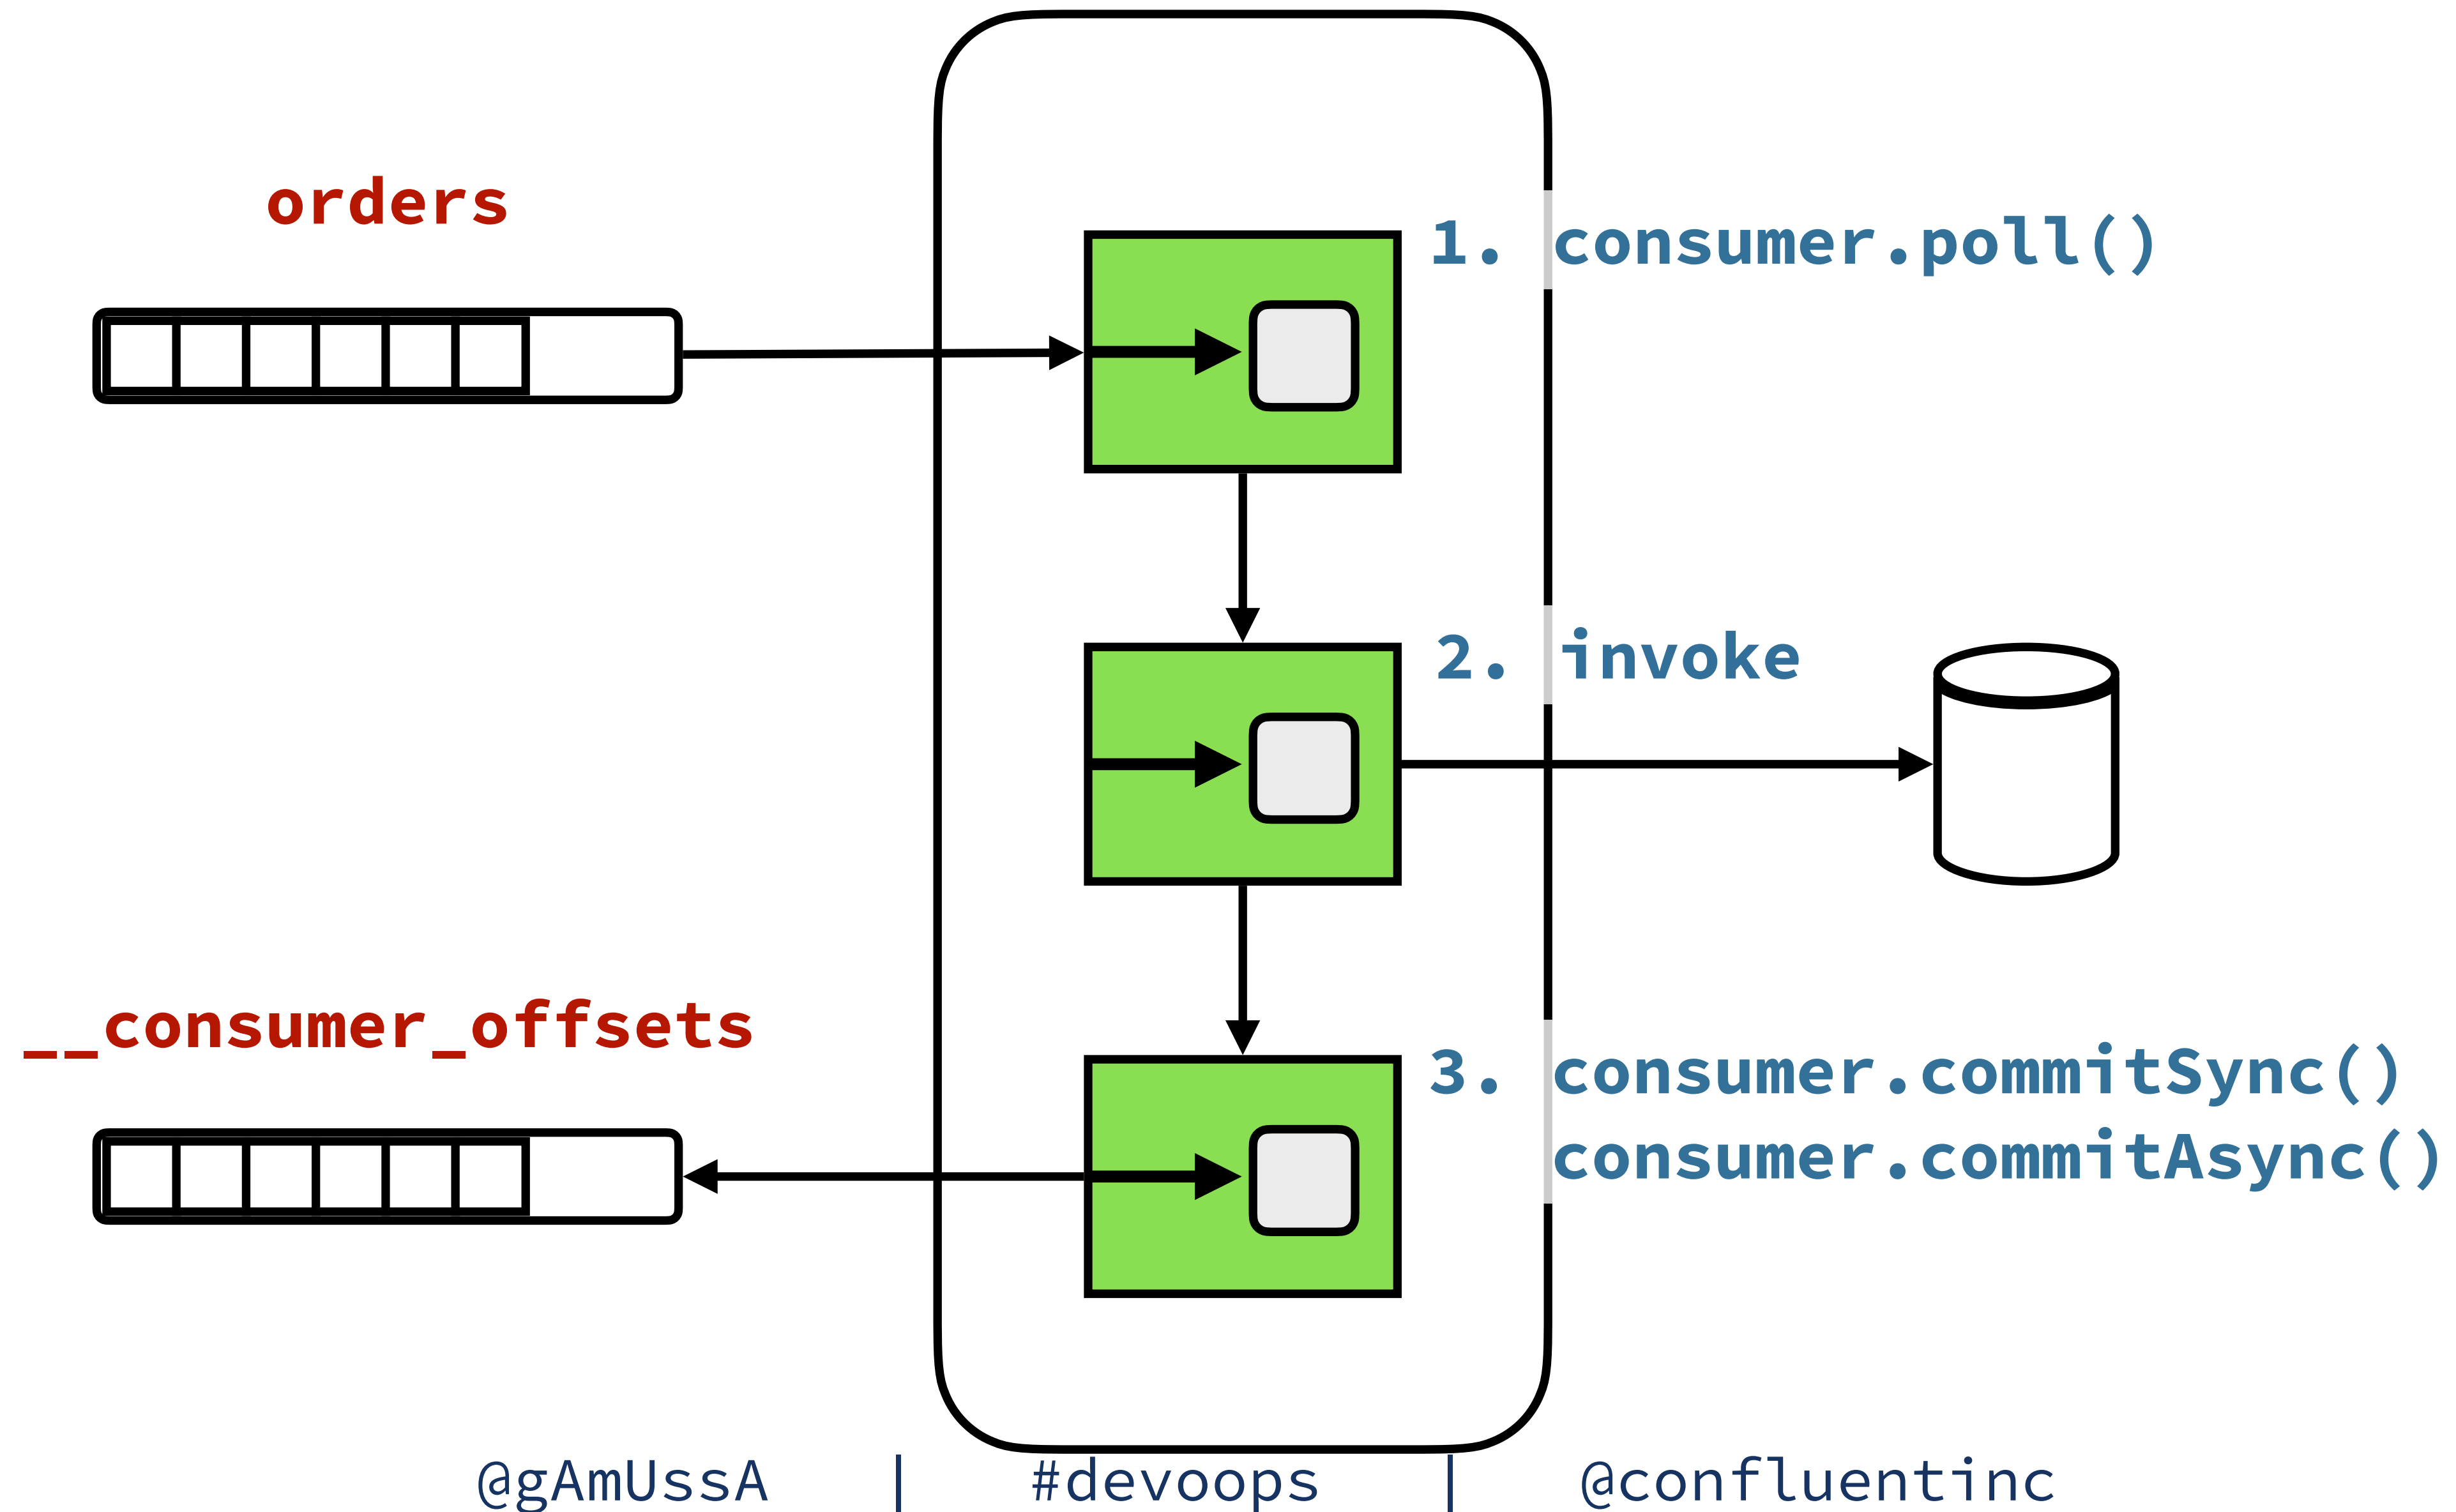 orders
1. consumer.poll()
2. invoke
__consumer_offsets
3. consumer.commitSync()
consumer.commitAsync()
@gAmUssA | #devoops | @confluentinc